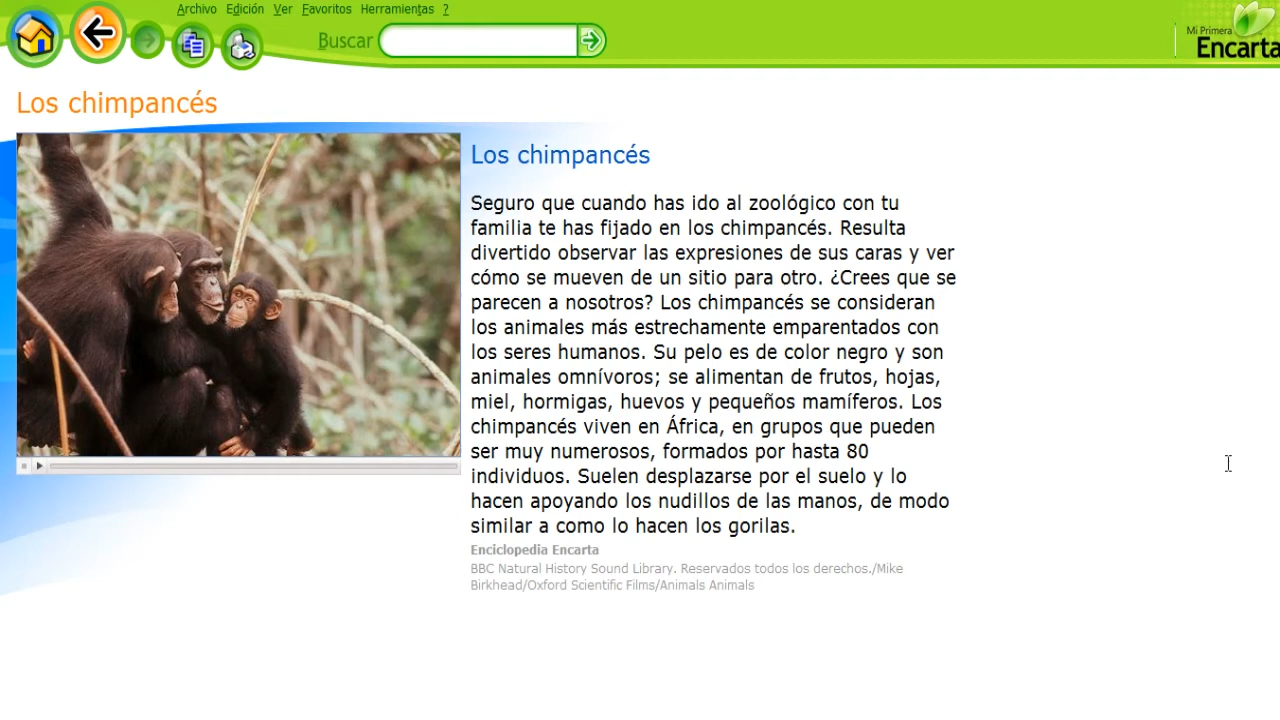 Archivo Edición Ver Favoritos Herramientas ?
Buscar
Mi Primera
Encarta
Los chimpancés
Los chimpancés
Seguro que cuando has ido al zoológico con tu
familia te has fijado en los chimpancés. Resulta
divertido observar las expresiones de sus caras y ver
cómo se mueven de un sitio para otro. ¿Crees que se
parecen a nosotros? Los chimpancés se consideran
los animales más estrechamente emparentados con
los seres humanos. Su pelo es de color negro y son
animales omnívoros; se alimentan de frutos, hojas,
miel, hormigas, huevos y pequeños mamíferos. Los
chimpancés viven en África, en grupos que pueden
ser muy numerosos, formados por hasta 80
individuos. Suelen desplazarse por el suelo y lo
hacen apoyando los nudillos de las manos, de modo
similar a como lo hacen los gorilas.
Enciclopedia Encarta
BBC Natural History Sound Library. Reservados todos los derechos./Mike
Birkhead/Oxford Scientific Films/Animals Animals